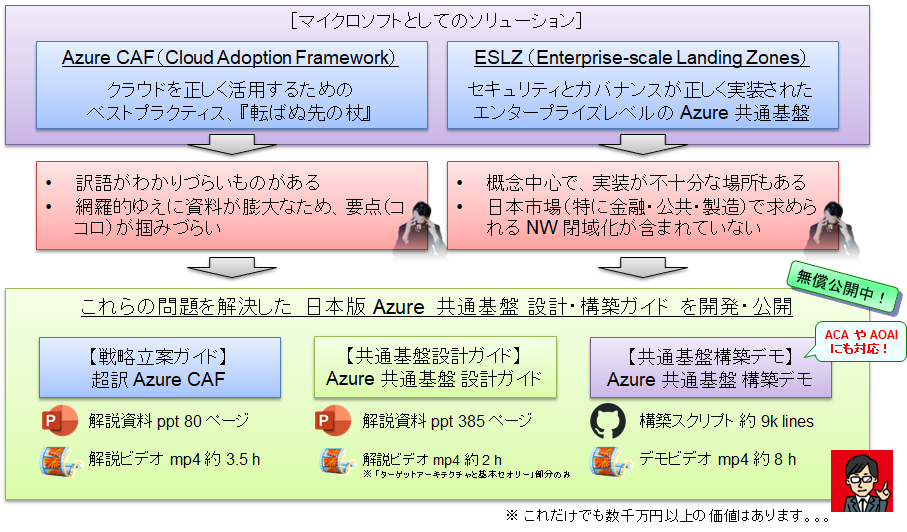 [マイクロソフトとしてのソリューション]
Azure CAF(Cloud Adoption Framework)
クラウドを正しく活用するための
ベストプラクティス、『転ばぬ先の杖』
ESLZ (Enterprise-scale Landing Zones)
セキュリティとガバナンスが正しく実装された
エンタープライズレベルの Azure 共通基盤
• 訳語がわかりづらいものがある
• 網羅的ゆえに資料が膨大なため、要点(コ
コロ)が掴みづらい
• 概念中心で、実装が不十分な場所もある
• 日本市場(特に金融・公共・製造)で求めら
れる NW 閉域化が含まれていない
無償公開中!
これらの問題を解決した 日本版 Azure 共通基盤 設計・構築ガイド を開発・公開
ACA や AOAI
にも対応!
【戦略立案ガイド】
超訳 Azure CAF
解説資料 ppt 80 ページ
解説ビデオ mp4 約 3.5 h
【共通基盤設計ガイド】
Azure 共通基盤 設計ガイド
解説資料 ppt 385 ページ
解説ビデオ mp4 約 2 h
※「ターゲットアーキテクチャと基本セオリー」部分のみ
【共通基盤構築デモ】
Azure 共通基盤 構築デモ
構築スクリプト 約 9k lines
デモビデオ mp4 約 8 h
※ これだけでも数千万円以上の価値はあります。。。